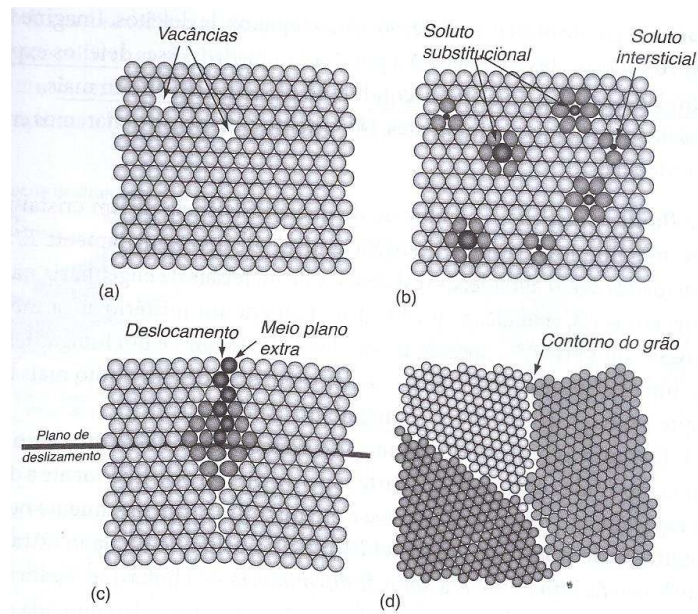 Vacâncias
(a)
Soluto
substitucional
Soluto
intersticial
(b)
Deslocamento
Meio plano
extra
Plano de
deslizamento
(c)
Contorno do grão
(d)